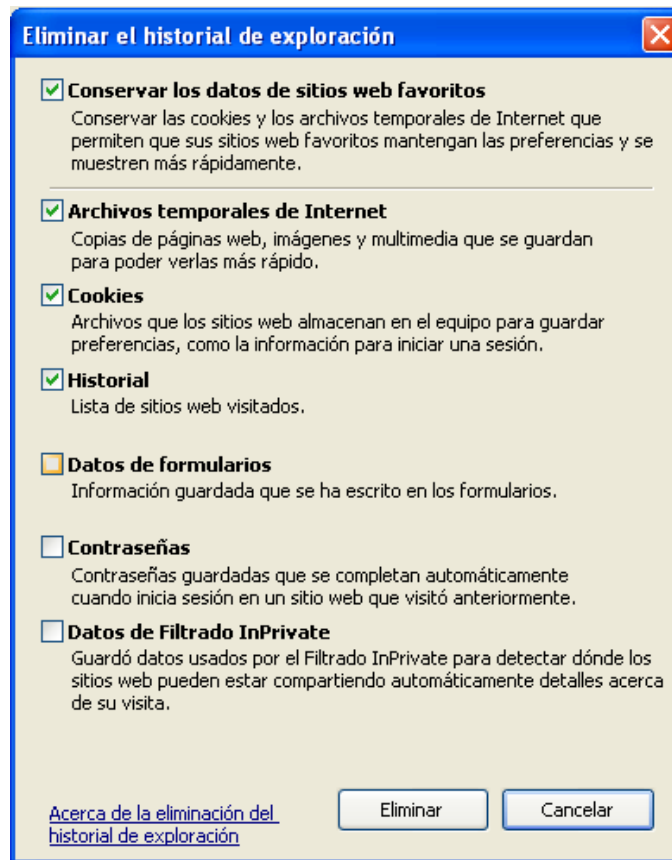 Eliminar el historial de exploración
Conservar los datos de sitios web favoritos
Conservar las cookies y los archivos temporales de Internet que
permiten que sus sitios web favoritos mantengan las preferencias y se
muestren más rápidamente.
Archivos temporales de Internet
Copias de páginas web, imágenes y multimedia que se guardan
para poder verlas más rápido.
Cookies
Archivos que los sitios web almacenan en el equipo para guardar
preferencias, como la información para iniciar una sesión.
Historial
Lista de sitios web visitados.
Datos de formularios
Información guardada que se ha escrito en los formularios.
Contraseñas
Contraseñas guardadas que se completan automáticamente
cuando inicia sesión en un sitio web que visitó anteriormente.
Datos de Filtrado InPrivate
Guardó datos usados por el Filtrado InPrivate para detectar dónde los
sitios web pueden estar compartiendo automáticamente detalles acerca
de su visita.
Acerca de la eliminación del
historial de exploración
Eliminar
Cancelar